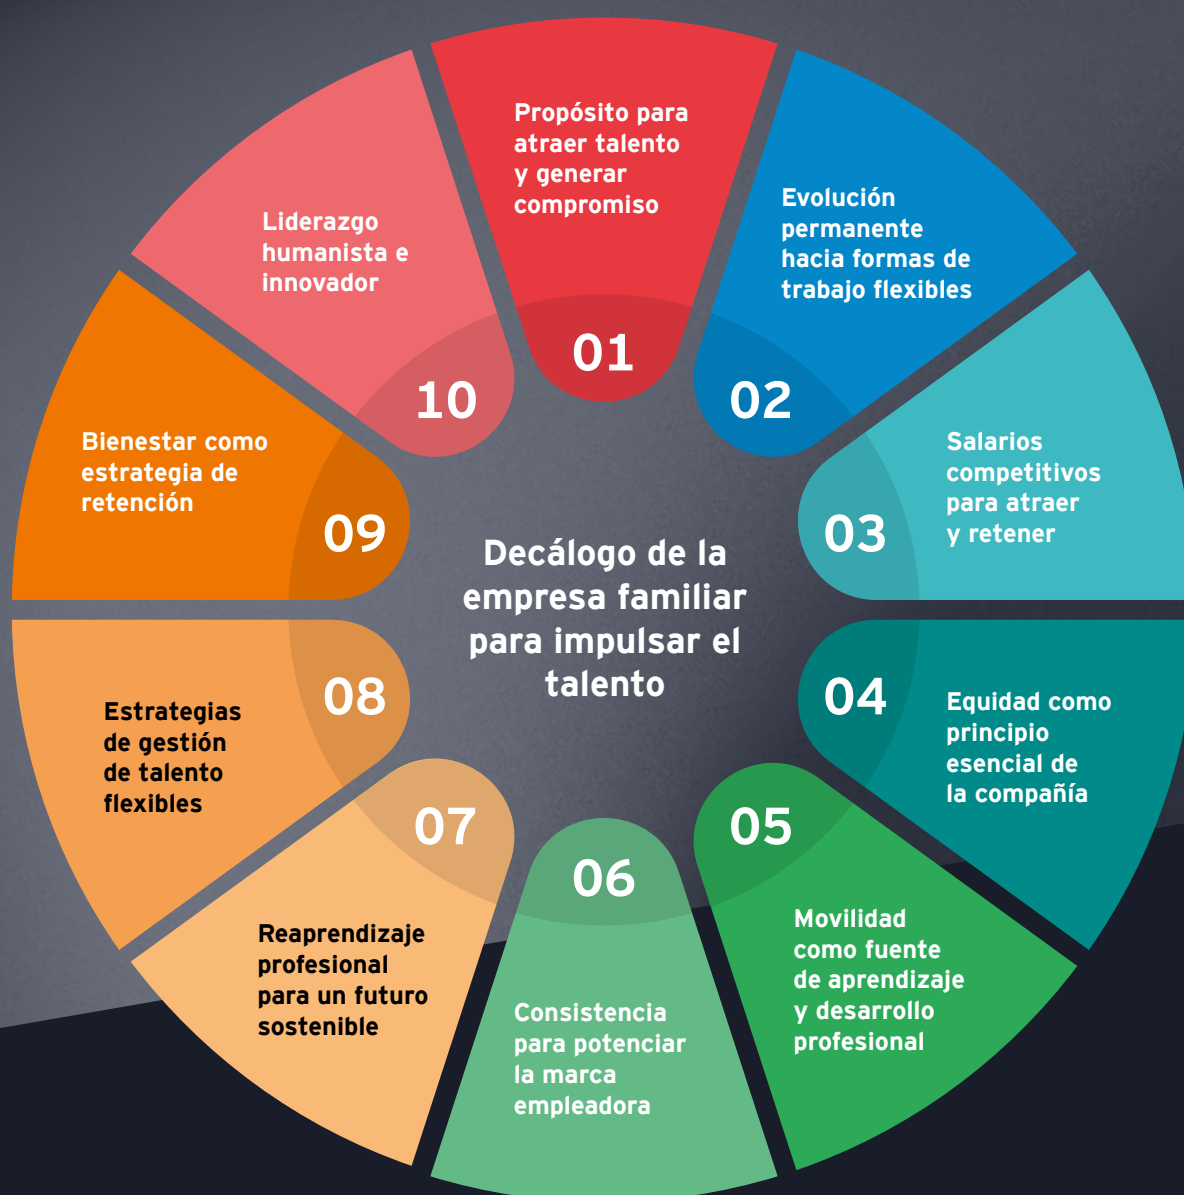 Decálogo de la
empresa familiar
para impulsar el
talento
01
Propósito para
atraer talento
y generar
compromiso
02
Evolución
permanente
hacia formas de
trabajo flexibles
03
Salarios
competitivos
para atraer
y retener
04
Equidad como
principio
esencial de
la compañía
05
Movilidad
como fuente
de aprendizaje
y desarrollo
profesional
06
Consistencia
para potenciar
la marca
empleadora
07
Reaprendizaje
profesional
para un futuro
sostenible
08
Estrategias
de gestión
de talento
flexibles
09
Bienestar como
estrategia de
retención
10
Liderazgo
humanista e
innovador